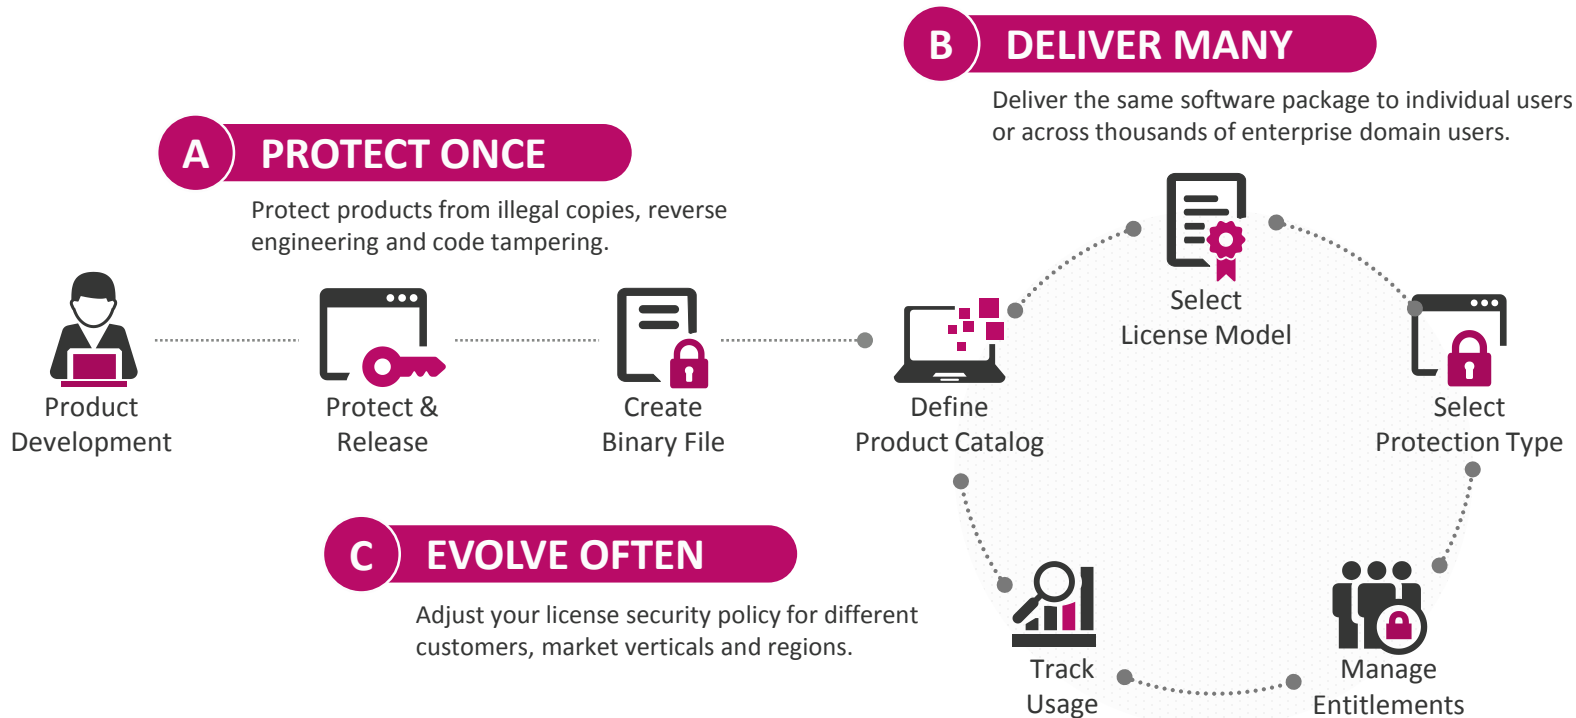 B DELIVER MANY
Deliver the same software package to individual users
or across thousands of enterprise domain users.
A PROTECT ONCE
Protect products from illegal copies, reverse
engineering and code tampering.
Product
Development
Protect &
Release
Create
Binary File
Define
Product Catalog
Select
License Model
Select
Protection Type
C EVOLVE OFTEN
Adjust your license security policy for different
customers, market verticals and regions.
Track
Usage
Manage
Entitlements